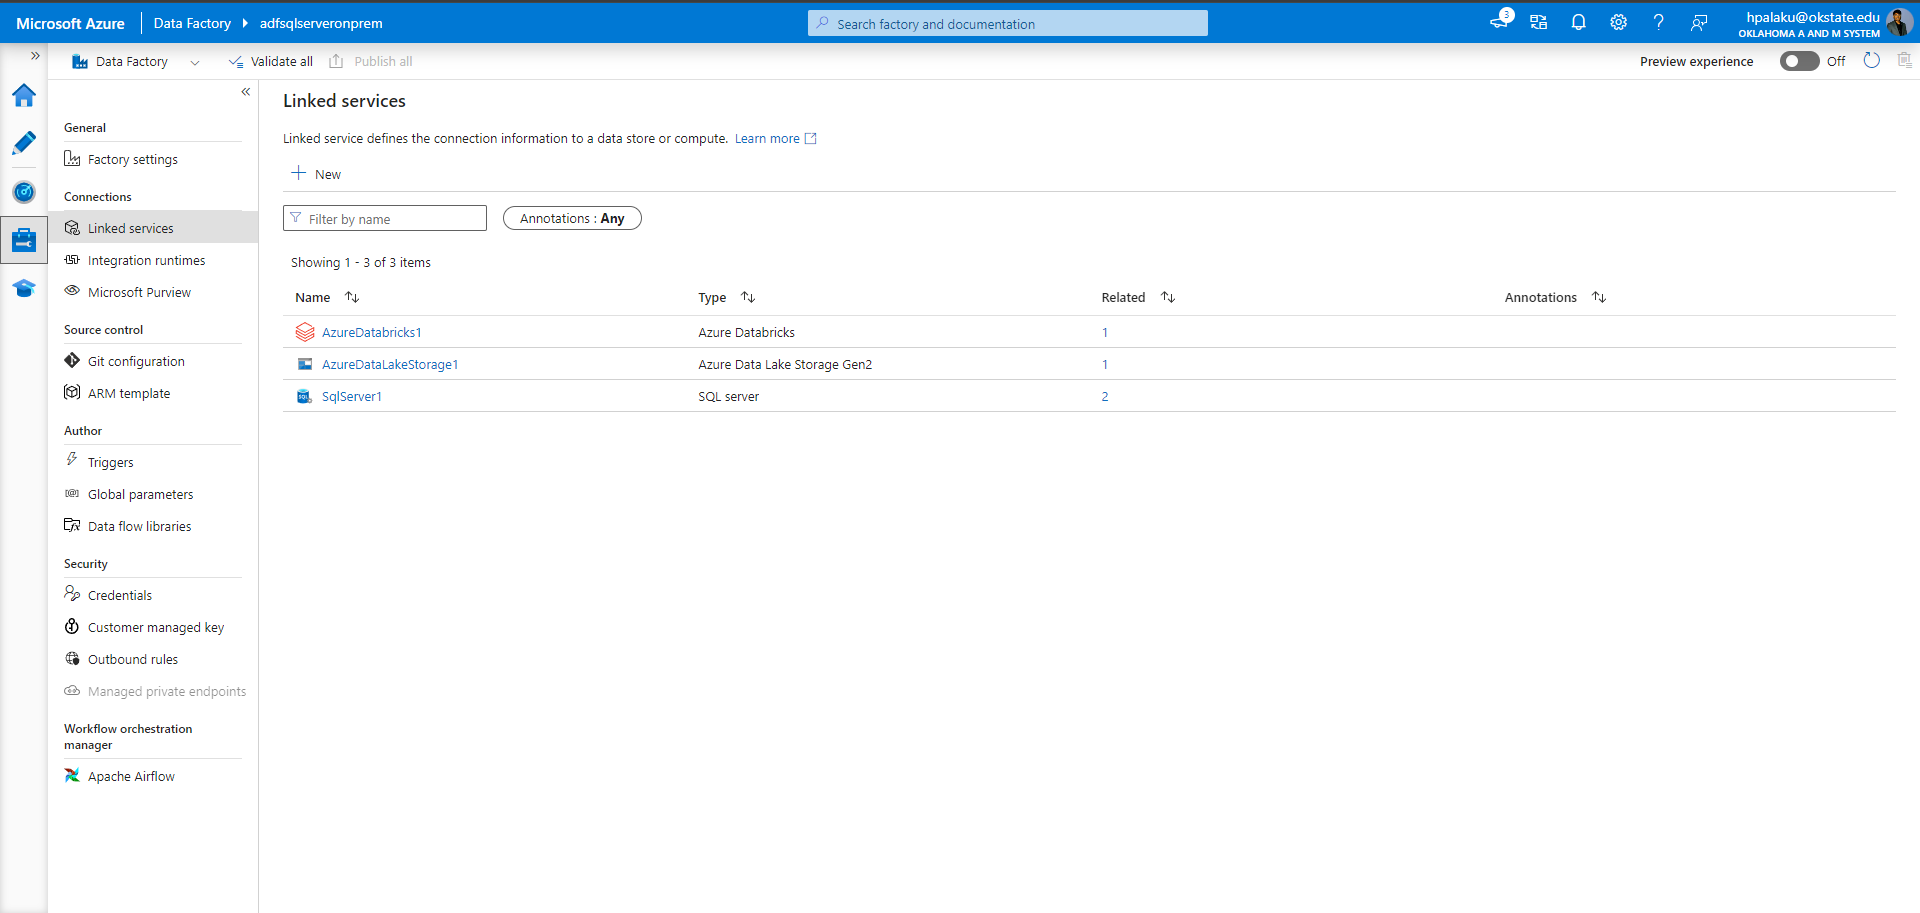 Microsoft Azure Data Factory adfsqlserveronprem Search factory and documentation 3 hpalaku@okstate.edu
OKLAHOMA A AND M SYSTEM
Data Factory Validate all Publish all Preview experience Off
General
Factory settings
Connections
Linked services
Integration runtimes
Microsoft Purview
Source control
Git configuration
ARM template
Author
Triggers
Global parameters
Data flow libraries
Security
Credentials
Customer managed key
Outbound rules
Managed private endpoints
Workflow orchestration
manager
Apache Airflow
Linked services
Linked service defines the connection information to a data store or compute. Learn more
New
Filter by name Annotations : Any
Showing 1 - 3 of 3 items
Name Type Related Annotations
AzureDatabricks1 Azure Databricks 1
AzureDataLakeStorage1 Azure Data Lake Storage Gen2 1
SqlServer1 SQL server 2